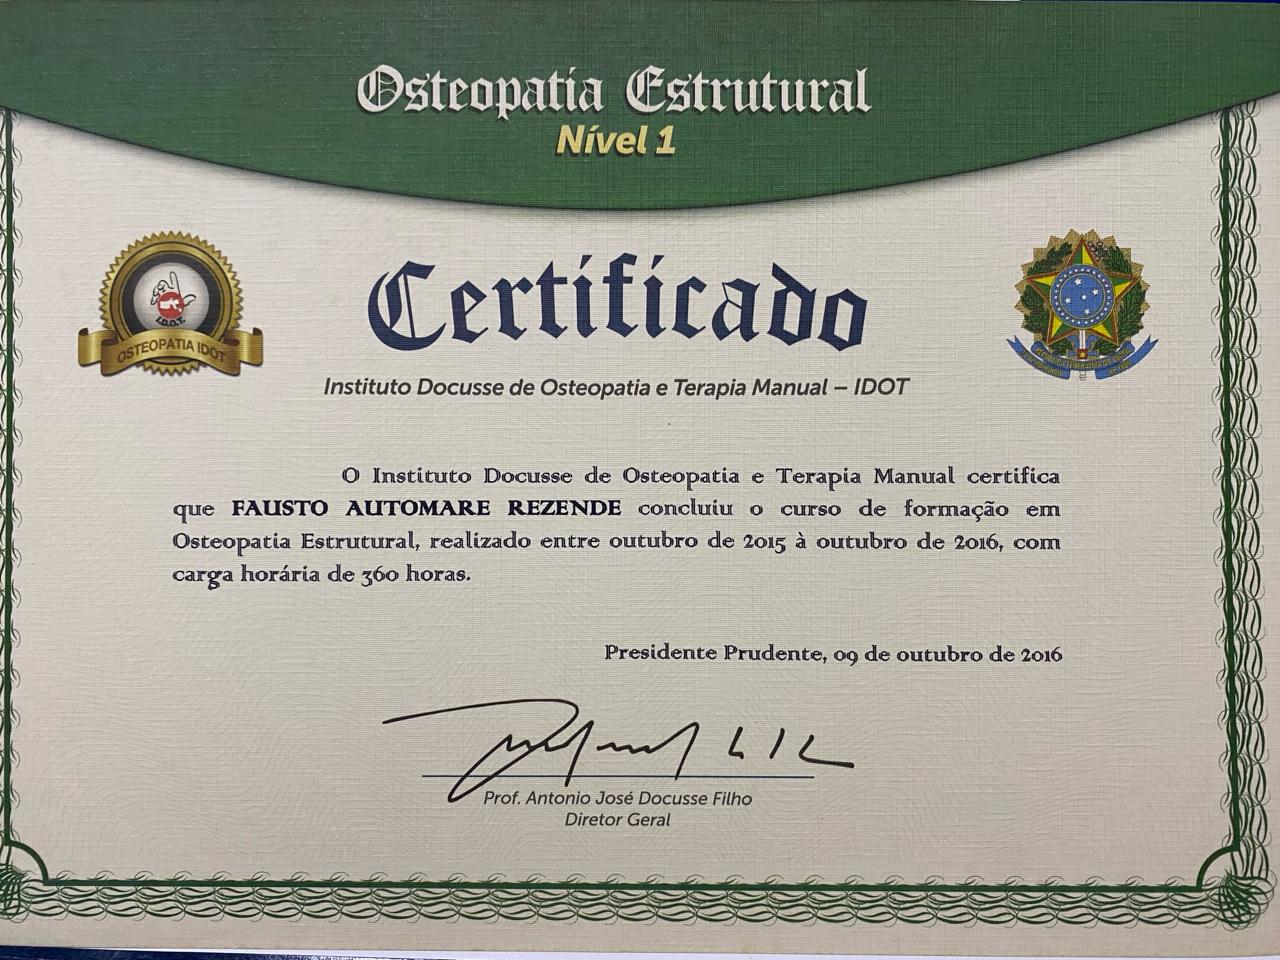 Osteopatia Estrutural
Nível 1
I.D.O.T.
OSTEOPATIA IDOT
Certificado
Instituto Docusse de Osteopatia e Terapia Manual – IDOT
O Instituto Docusse de Osteopatia e Terapia Manual certifica
que FAUSTO AUTOMARE REZENDE concluiu o curso de formação em
Osteopatia Estrutural, realizado entre outubro de 2015 à outubro de 2016, com
carga horária de 360 horas.
Presidente Prudente, 09 de outubro de 2016
Prof. Antonio José Docusse Filho
Diretor Geral